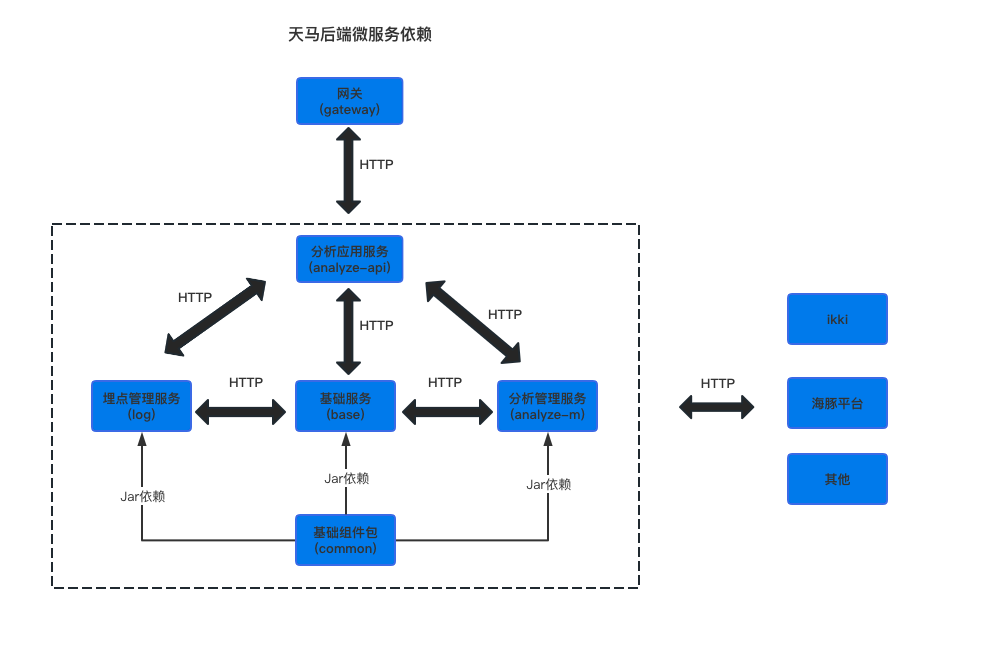 天马后端微服务依赖
网关
(gateway)
HTTP
分析应用服务
(analyze-api)
HTTP
HTTP
HTTP
ikki
HTTP
HTTP
HTTP
埋点管理服务
(log)
基础服务
(base)
分析管理服务
(analyze-m)
海豚平台
Jar依赖
Jar依赖
Jar依赖
其他
基础组件包
(common)